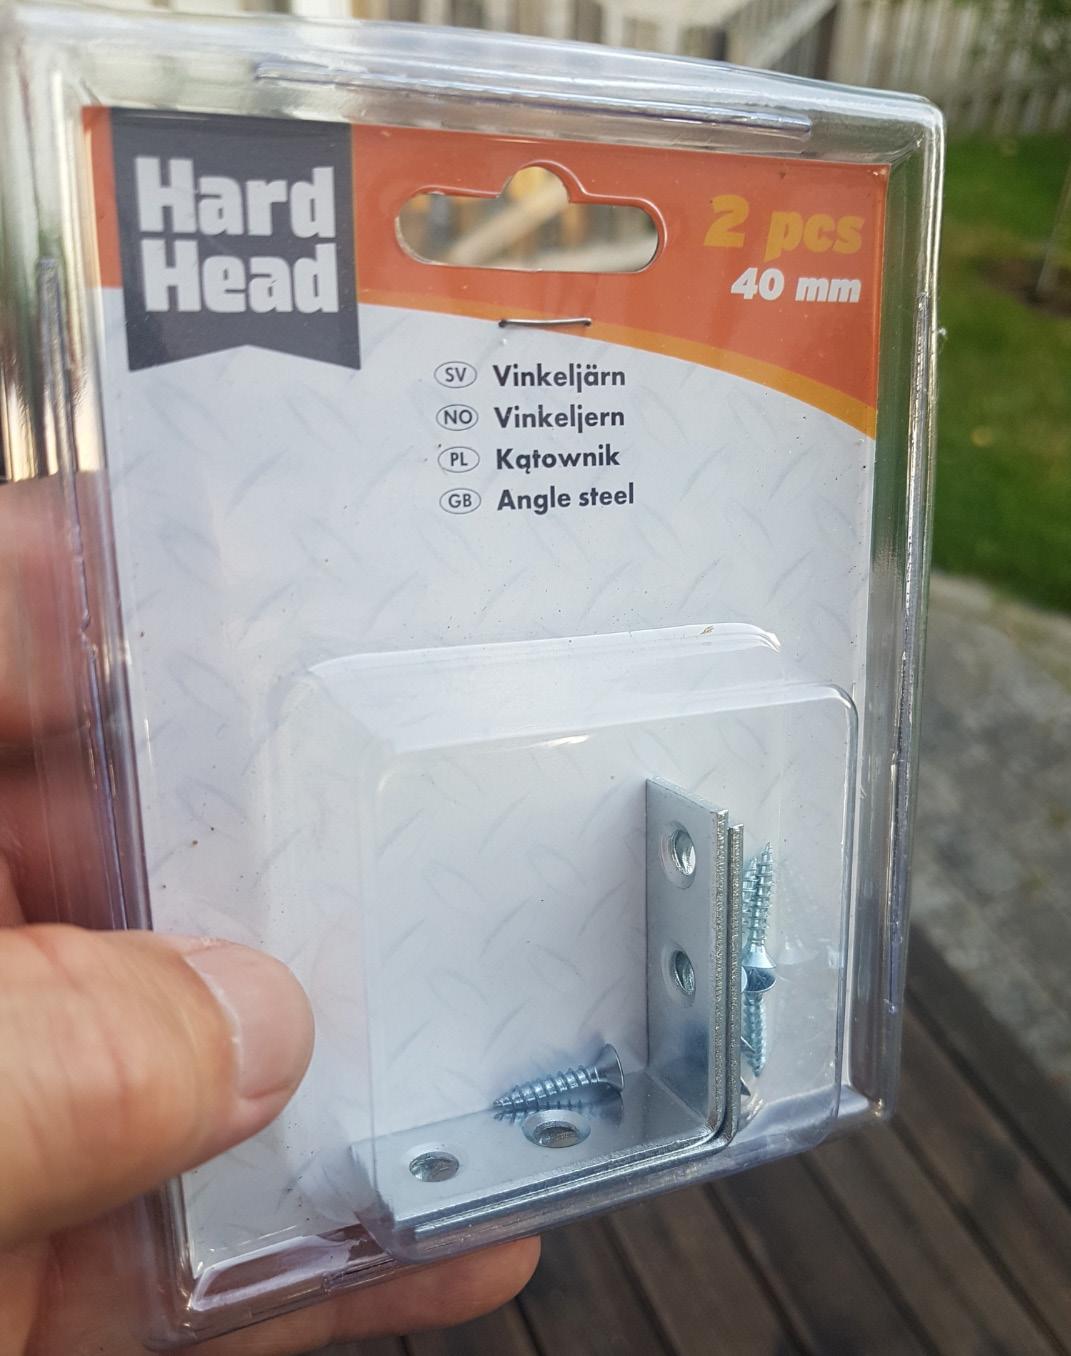 Hard
Head
2 pcs
40 mm
SV Vinkeljärn
NO Vinkeljern
PL Kątownik
GB Angle steel